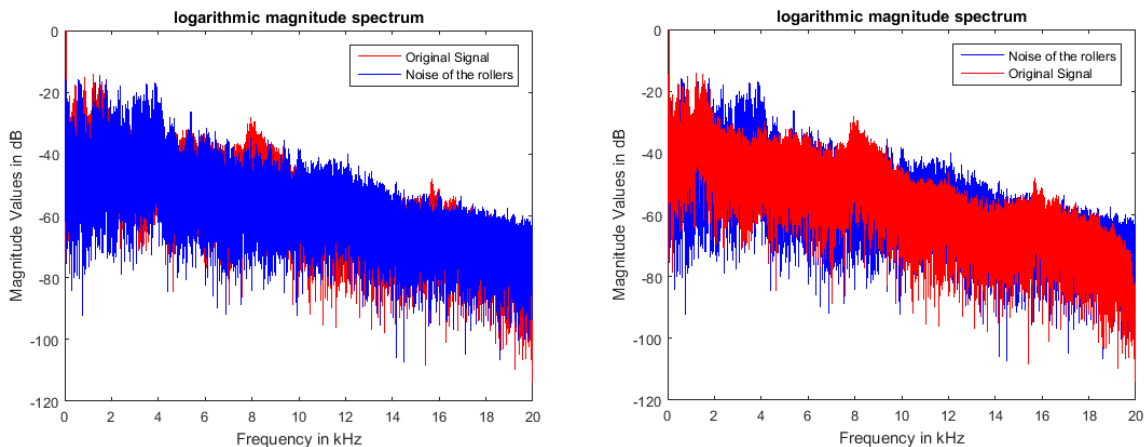 logarithmic magnitude spectrum
Original Signal
Noise of the rollers
0
-20
-40
-60
-80
-100
-120
Magnitude Values in dB
0 2 4 6 8 10 12 14 16 18 20
Frequency in kHz
logarithmic magnitude spectrum
Noise of the rollers
Original Signal
0
-20
-40
-60
-80
-100
-120
Magnitude Values in dB
0 2 4 6 8 10 12 14 16 18 20
Frequency in kHz